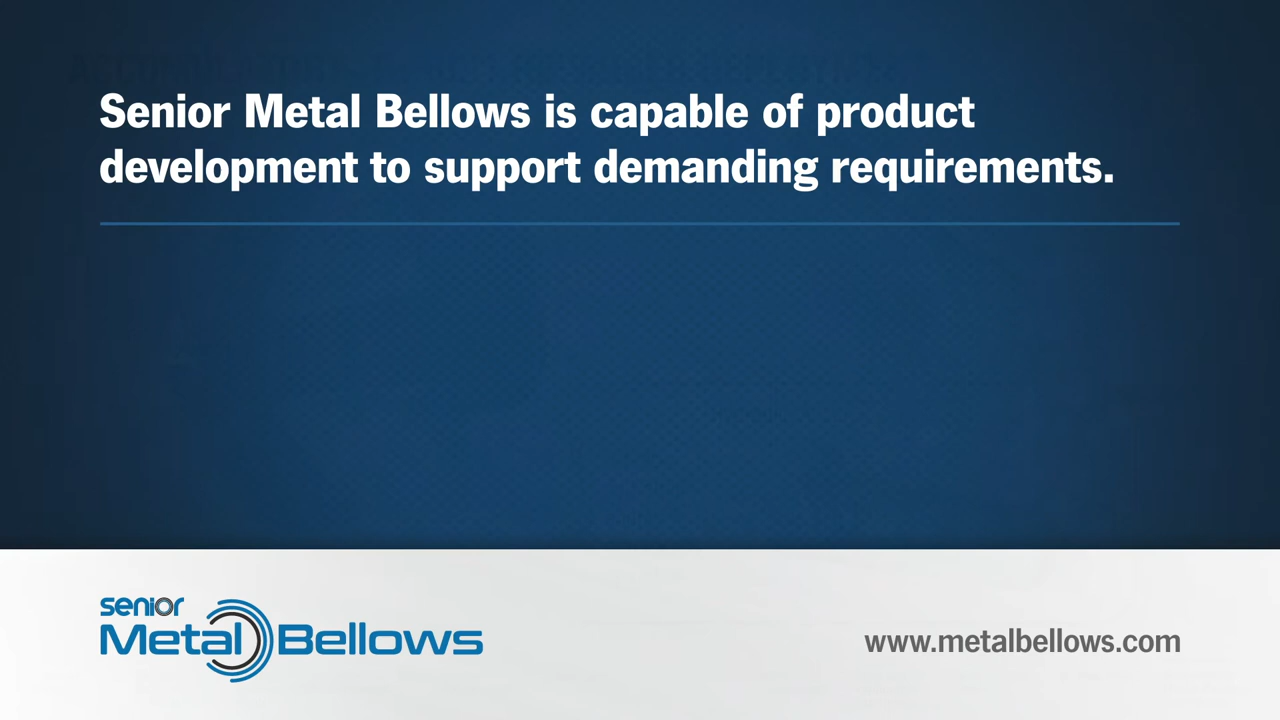 Senior Metal Bellows is capable of product
development to support demanding requirements.
senior
Metal Bellows
www.metalbellows.com